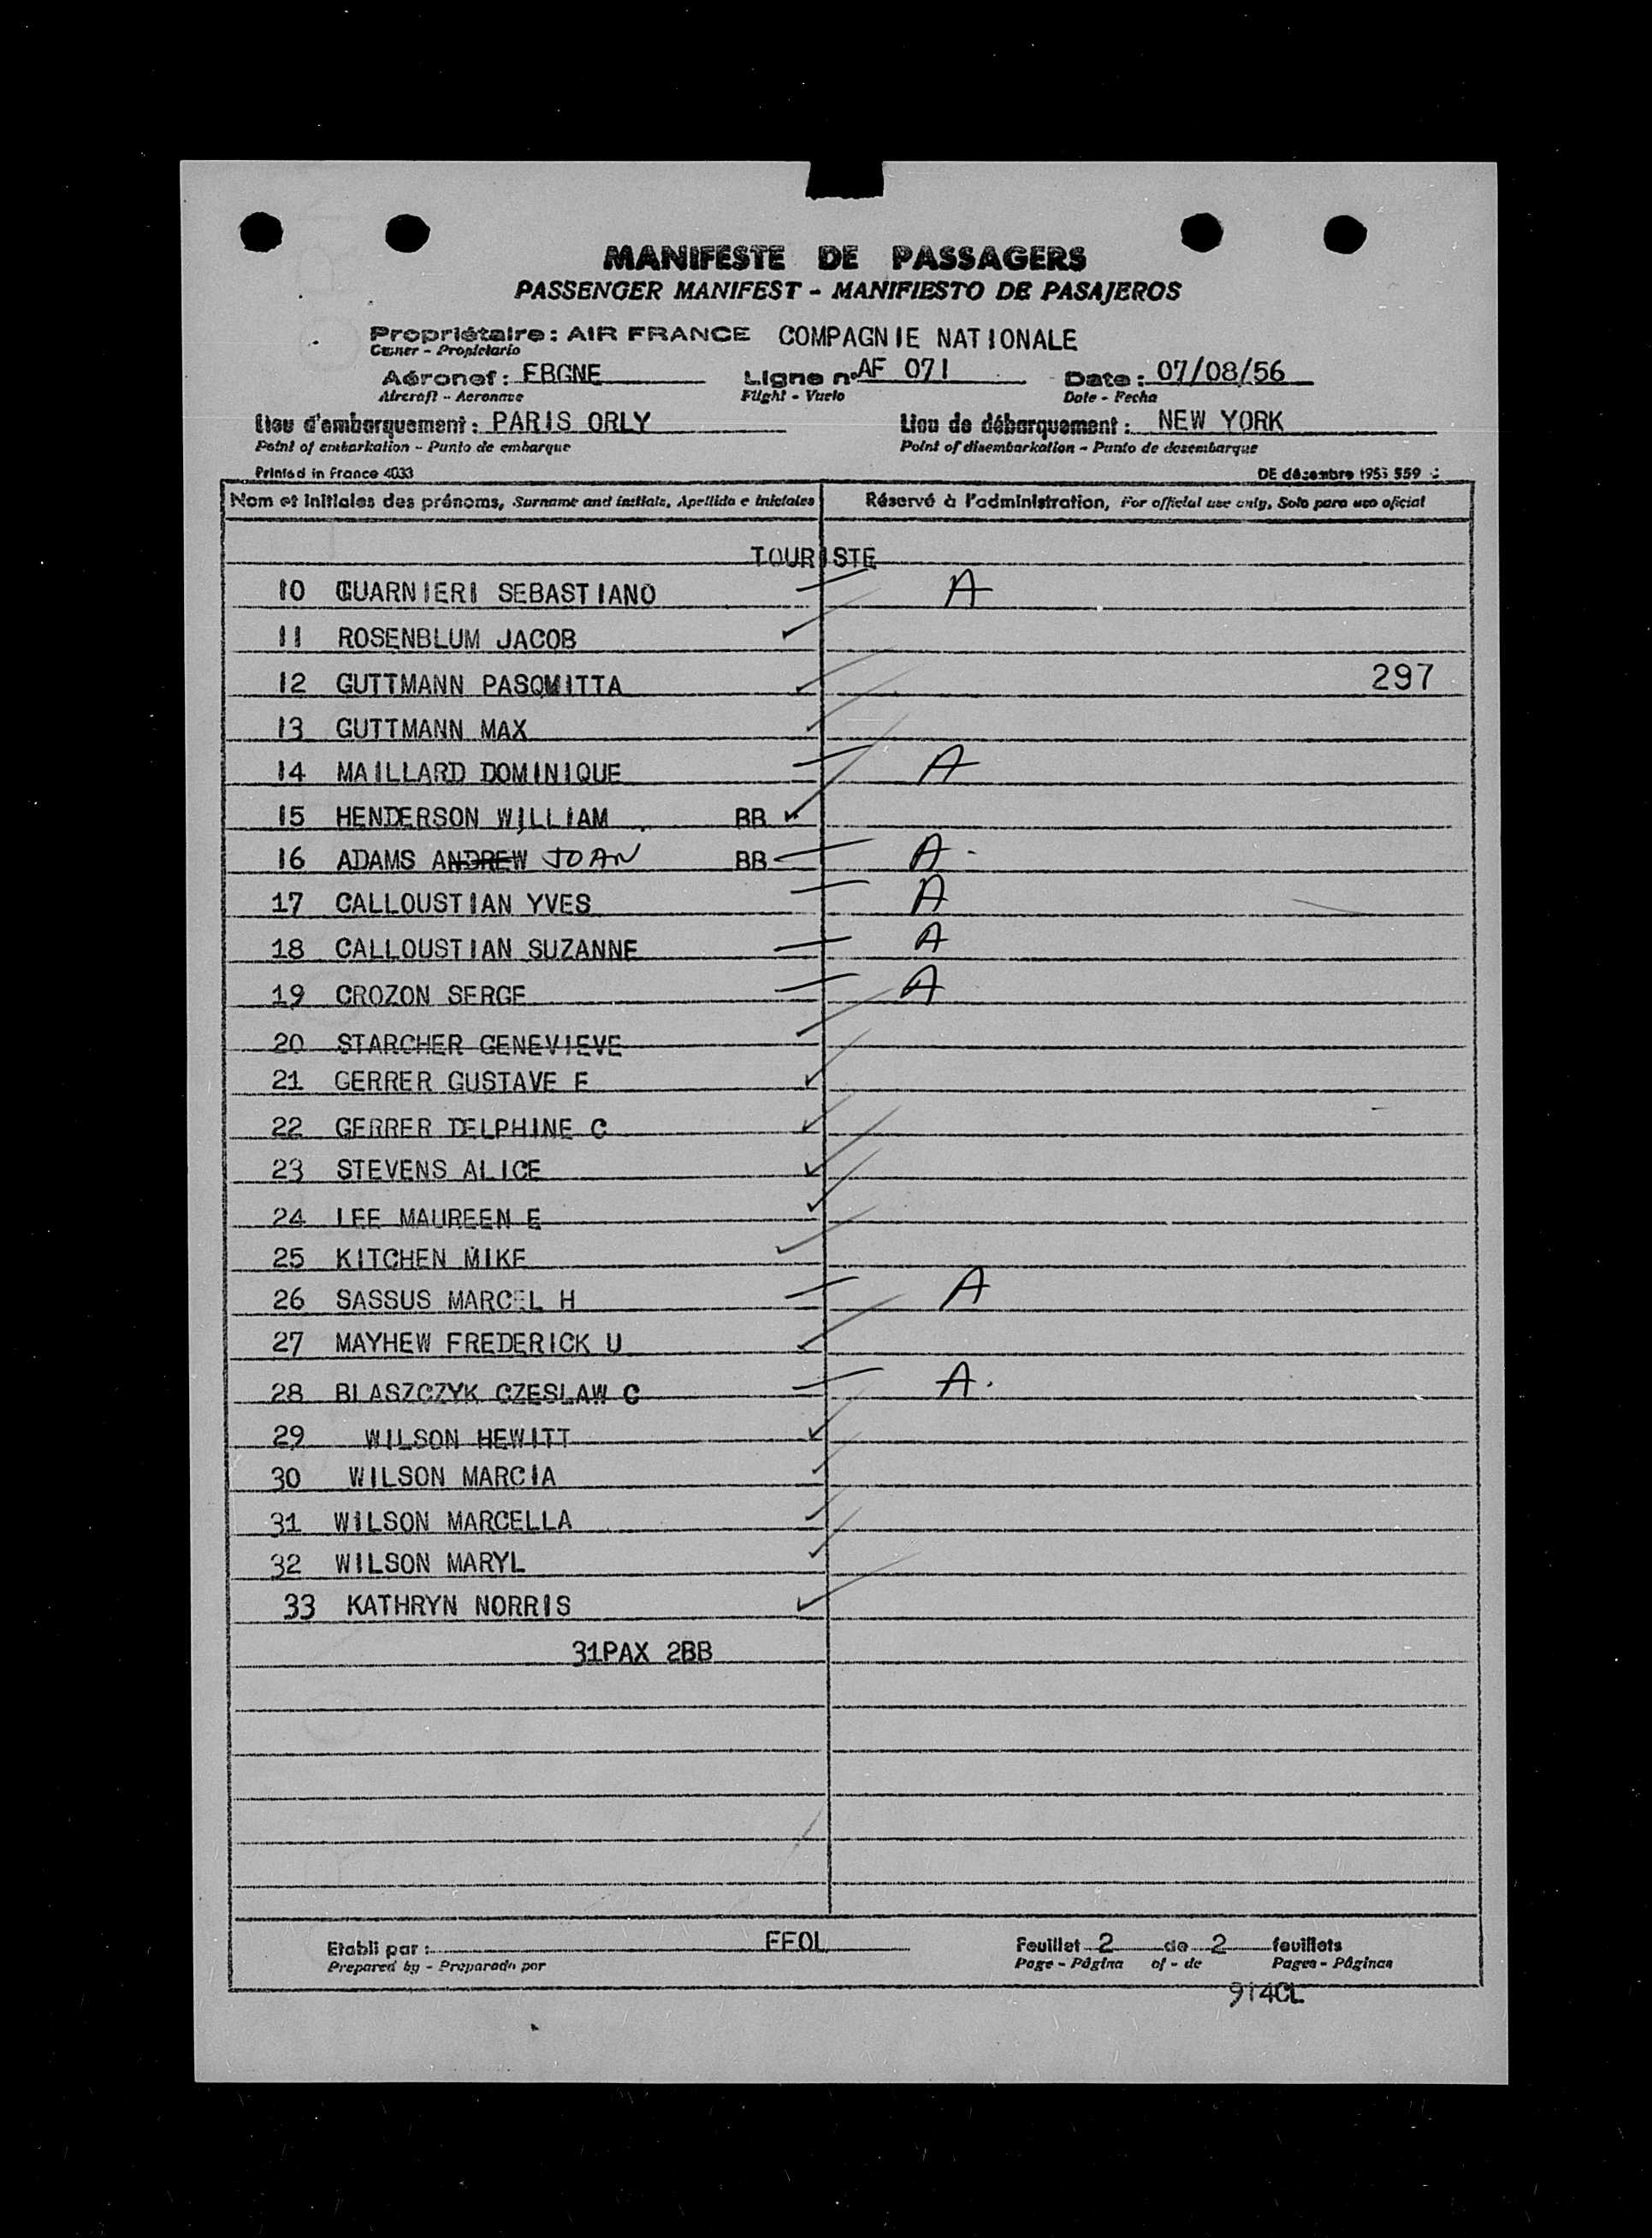 MANIFESTE DE PASSAGERS
PASSENGER MANIFEST - MANIFIESTO DE PASAJEROS
Propriétaire : AIR FRANCE COMPAGNIE NATIONALE
Owner - Propietario
Aéronef : FBGNE Ligne n° AF 071 Date : 07/08/56
Aircraft - Aeronave Flight - Vuelo Date - Fecha
Lieu d'embarquement : PARIS ORLY Lieu de débarquement : NEW YORK
Point of embarkation - Punto de embarque Point of disembarkation - Punto de desembarque
Printed in France 4033 DE décembre 1953 559
Nom et initiales des prénoms, Surname and initials, Apellido e iniciales Réservé à l'administration, For official use only, Solo para uso oficial
TOURISTE
10 GUARNIERI SEBASTIANO A
11 ROSENBLUM JACOB
12 GUTTMANN PASQMITTA 297
13 GUTTMANN MAX
14 MAILLARD DOMINIQUE A
15 HENDERSON WILLIAM BB
16 ADAMS ANDREW JOAN BB A.
17 CALLOUSTIAN YVES A
18 CALLOUSTIAN SUZANNE A
19 CROZON SERGE A
20 STARCHER GENEVIEVE
21 GERRER GUSTAVE E
22 GERRER DELPHINE C
23 STEVENS ALICE
24 LEE MAUREEN E
25 KITCHEN MIKE
26 SASSUS MARCEL H A
27 MAYHEW FREDERICK U
28 BLASZCZYK CZESLAW C A.
29 WILSON HEWITT
30 WILSON MARCIA
31 WILSON MARCELLA
32 WILSON MARYL
33 KATHRYN NORRIS
31PAX 2BB
Etabli par : FFOL Feuillet 2 de 2 feuillets
Prepared by - Preparado por Page - Página of - de Pages - Páginas
914CL